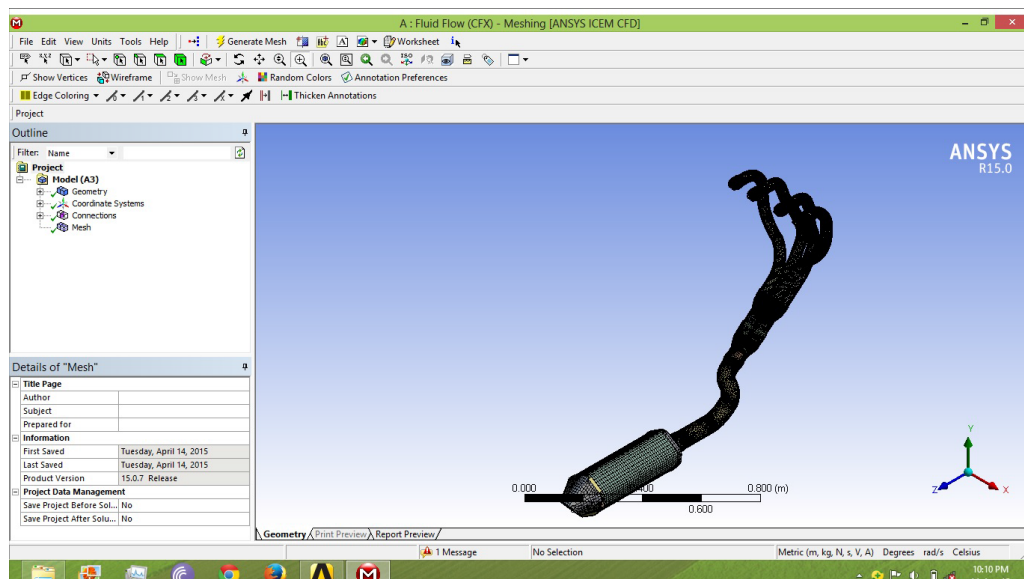 A : Fluid Flow (CFX) - Meshing [ANSYS ICEM CFD]
File Edit View Units Tools Help Generate Mesh A Worksheet
Show Vertices Wireframe Show Mesh Random Colors Annotation Preferences
Edge Coloring Thicken Annotations
Project
Outline
Filter: Name
Project
Model (A3)
Geometry
Coordinate Systems
Connections
Mesh
Details of "Mesh"
Title Page
Author
Subject
Prepared for
Information
First Saved Tuesday, April 14, 2015
Last Saved Tuesday, April 14, 2015
Product Version 15.0.7 Release
Project Data Management
Save Project Before Sol... No
Save Project After Solu... No
ANSYS
R15.0
0.000 0.800 (m)
0.600
Y
Z X
Geometry Print Preview Report Preview
1 Message No Selection Metric (m, kg, N, s, V, A) Degrees rad/s Celsius
10:10 PM